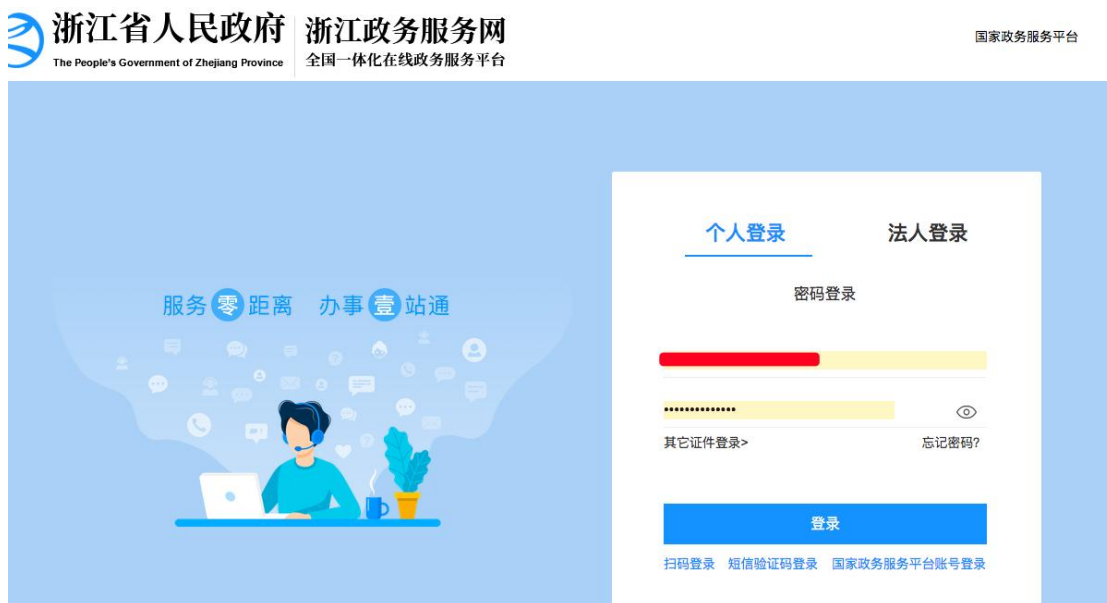 浙江省人民政府
The People's Government of Zhejiang Province
浙江政务服务网
全国一体化在线政务服务平台
国家政务服务平台
服务零距离 办事壹站通
个人登录 法人登录
密码登录
••••••••••••••
其它证件登录> 忘记密码?
登录
扫码登录 短信验证码登录 国家政务服务平台账号登录